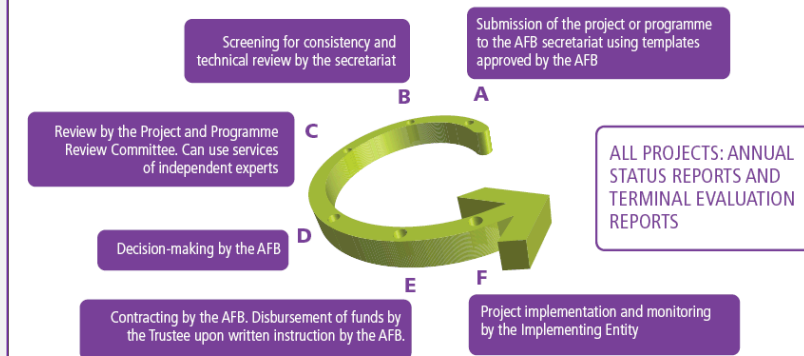 Submission of the project or programme
to the AFB secretariat using templates
approved by the AFB
A
Screening for consistency and
technical review by the secretariat
B
Review by the Project and Programme
Review Committee. Can use services
of independent experts
C
Decision-making by the AFB
D
Contracting by the AFB. Disbursement of funds by
the Trustee upon written instruction by the AFB.
E
Project implementation and monitoring
by the Implementing Entity
F
ALL PROJECTS: ANNUAL
STATUS REPORTS AND
TERMINAL EVALUATION
REPORTS